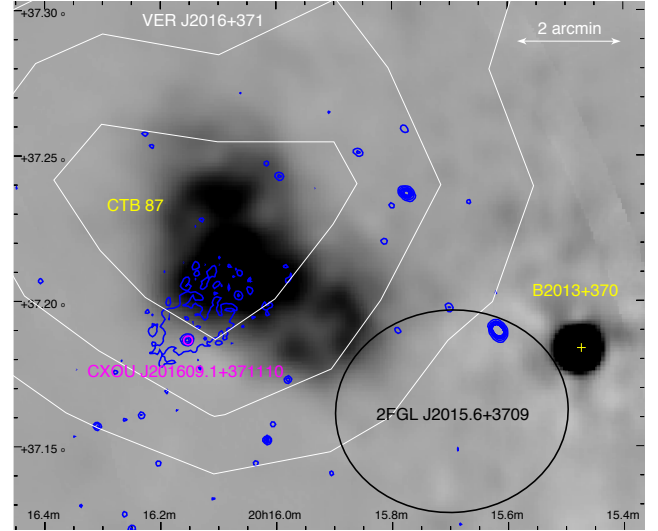 VER J2016+371
2 arcmin
+37.30
+37.25
CTB 87
+37.20
B2013+370
CXOU J201609.1+371110
2FGL J2015.6+3709
+37.15
16.4m 16.2m 20h16.0m 15.8m 15.6m 15.4m